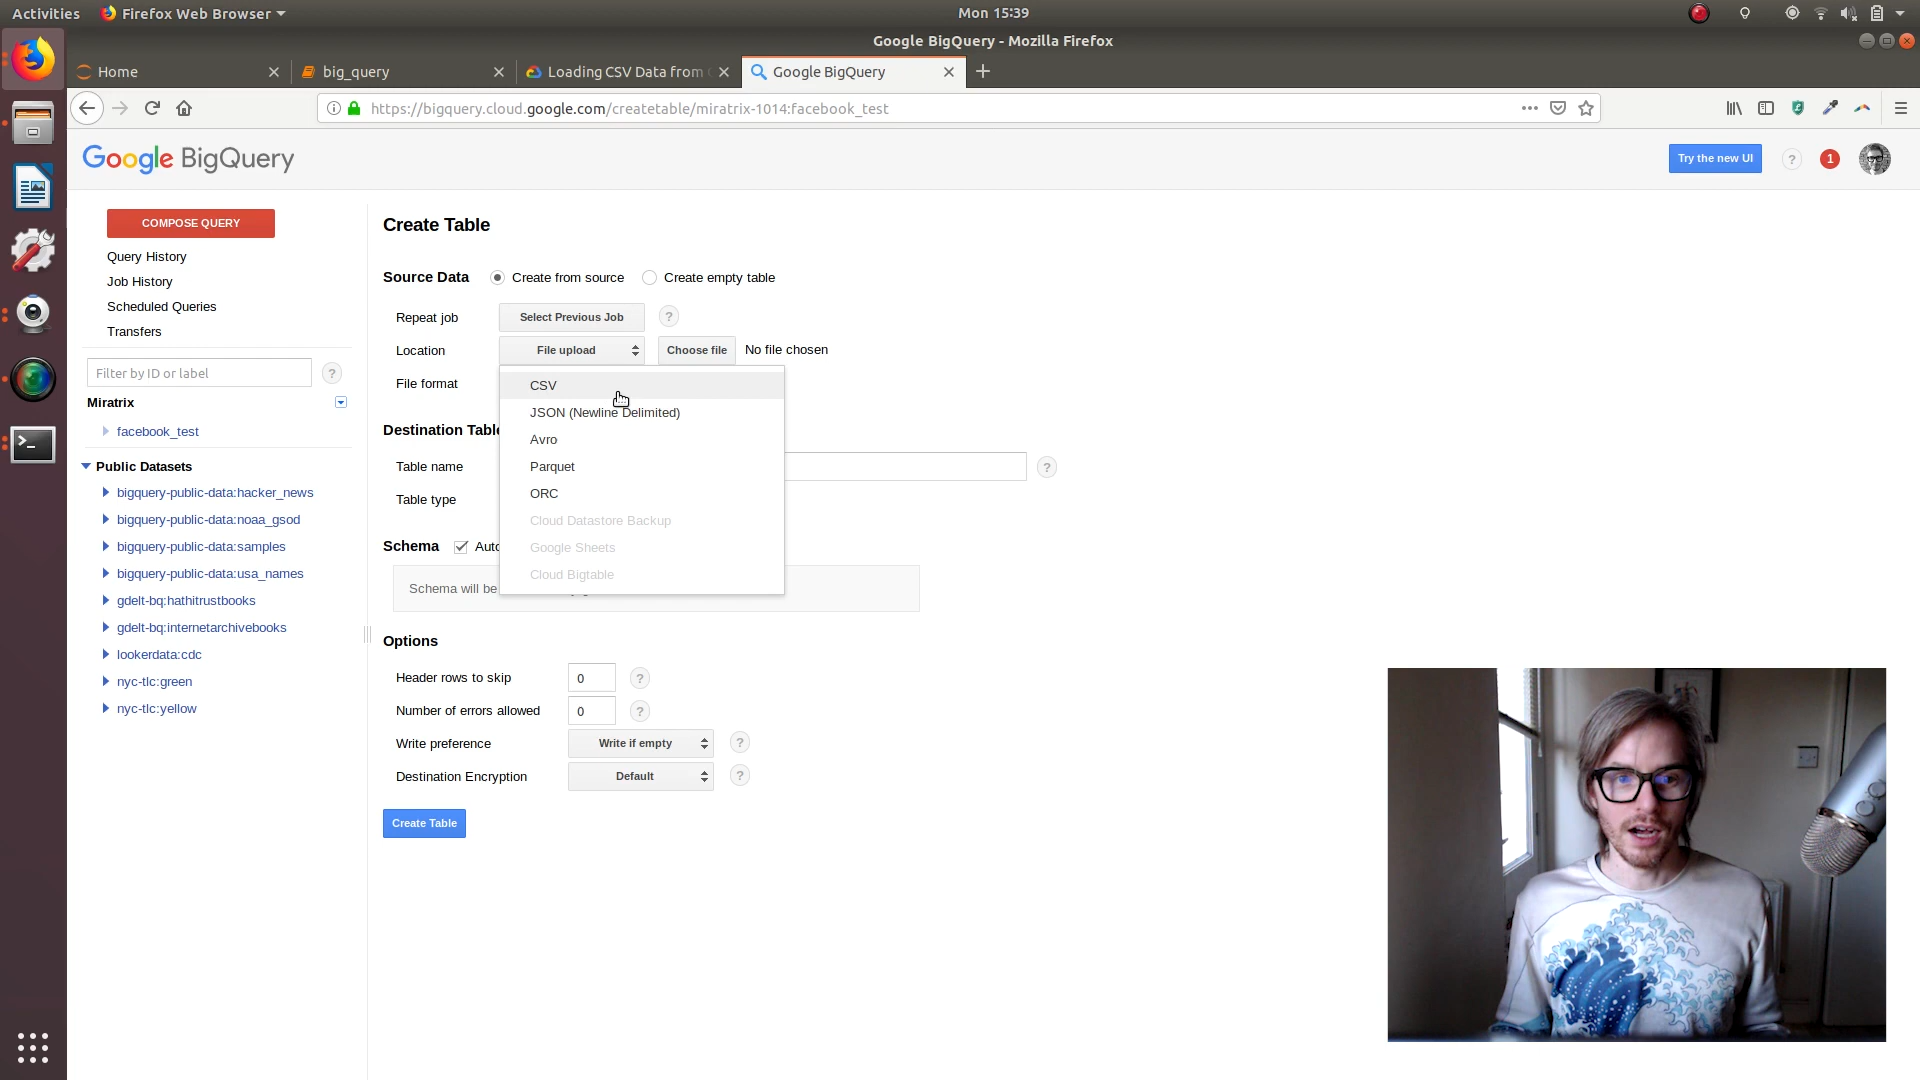 Activities
Firefox Web Browser
Mon 15:39
Google BigQuery - Mozilla Firefox
Home
big_query
Loading CSV Data from
Google BigQuery
https://bigquery.cloud.google.com/createtable/miratrix-1014:facebook_test
Google BigQuery
Try the new UI
?
1
COMPOSE QUERY
Query History
Job History
Scheduled Queries
Transfers
Filter by ID or label
?
Miratrix
facebook_test
Public Datasets
bigquery-public-data:hacker_news
bigquery-public-data:noaa_gsod
bigquery-public-data:samples
bigquery-public-data:usa_names
gdelt-bq:hathitrustbooks
gdelt-bq:internetarchivebooks
lookerdata:cdc
nyc-tlc:green
nyc-tlc:yellow
Create Table
Source Data
Create from source
Create empty table
Repeat job
Select Previous Job
?
Location
File upload
Choose file
No file chosen
File format
CSV
JSON (Newline Delimited)
Avro
Parquet
ORC
Cloud Datastore Backup
Google Sheets
Cloud Bigtable
Destination Table
Table name
?
Table type
Schema
Auto
Schema will be
Options
Header rows to skip
0
?
Number of errors allowed
0
?
Write preference
Write if empty
?
Destination Encryption
Default
?
Create Table